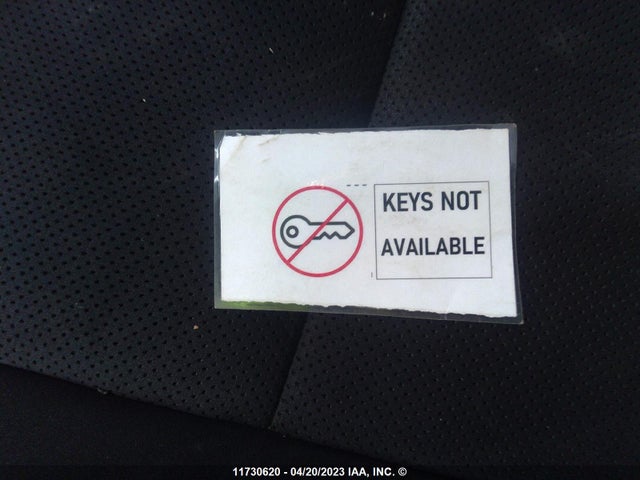 KEYS NOT
AVAILABLE
11730620 - 04/20/2023 IAA, INC. ©